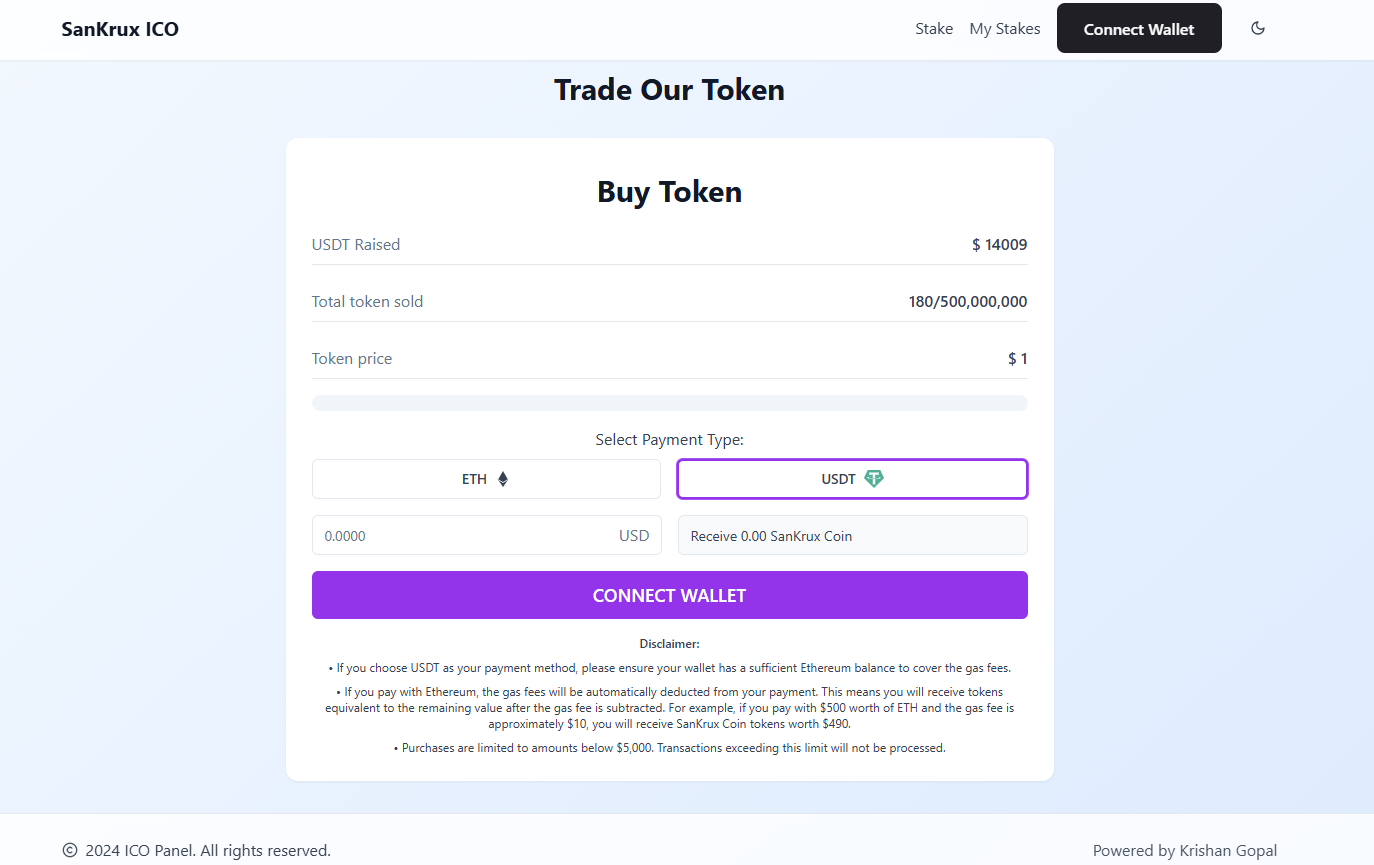 SanKrux ICO
Stake
My Stakes
Connect Wallet
Trade Our Token
Buy Token
USDT Raised
$ 14009
Total token sold
180/500,000,000
Token price
$ 1
Select Payment Type:
ETH
USDT
0.0000
USD
Receive 0.00 SanKrux Coin
CONNECT WALLET
Disclaimer:
• If you choose USDT as your payment method, please ensure your wallet has a sufficient Ethereum balance to cover the gas fees.
• If you pay with Ethereum, the gas fees will be automatically deducted from your payment. This means you will receive tokens
equivalent to the remaining value after the gas fee is subtracted. For example, if you pay with $500 worth of ETH and the gas fee is
approximately $10, you will receive SanKrux Coin tokens worth $490.
• Purchases are limited to amounts below $5,000. Transactions exceeding this limit will not be processed.
© 2024 ICO Panel. All rights reserved.
Powered by Krishan Gopal